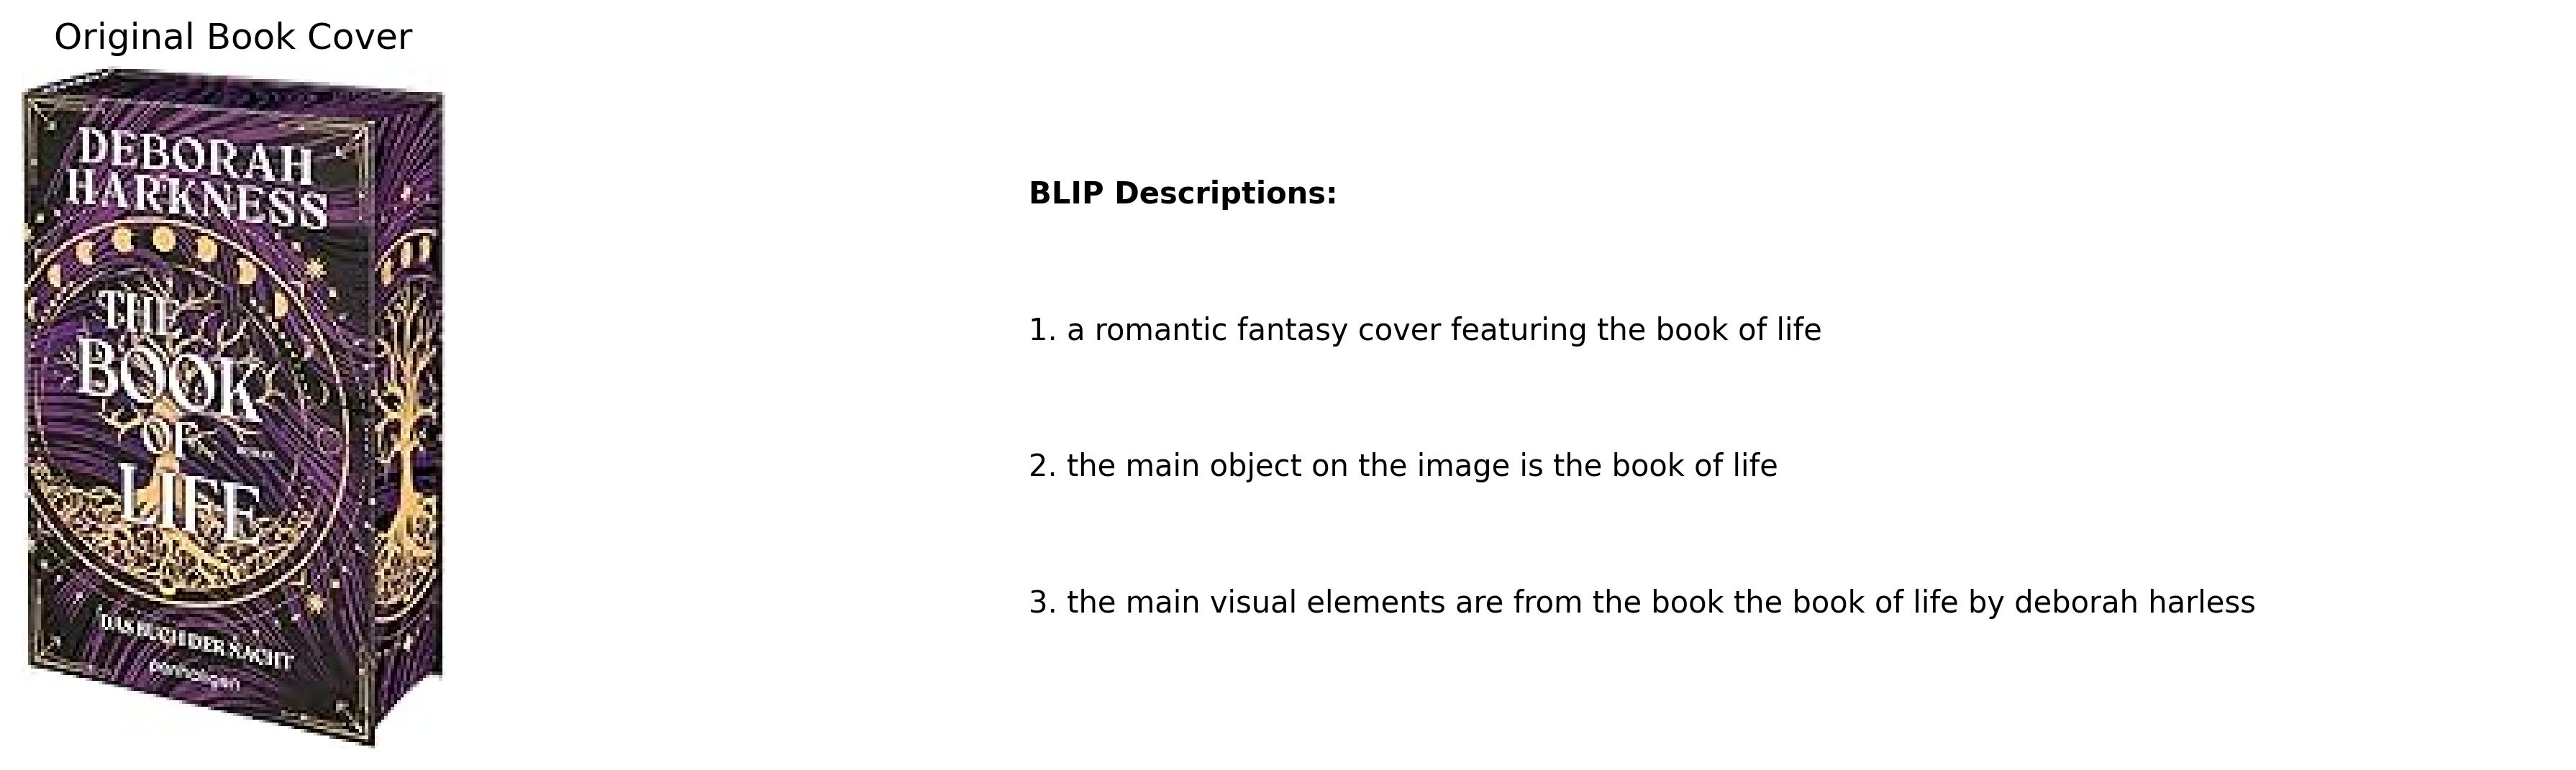 Original Book Cover
DEBORAH
HARKNESS
THE
BOOK
OF
LIFE
DAS BUCH DER NACHT
penhaligon
BLIP Descriptions:
1. a romantic fantasy cover featuring the book of life
2. the main object on the image is the book of life
3. the main visual elements are from the book the book of life by deborah harless